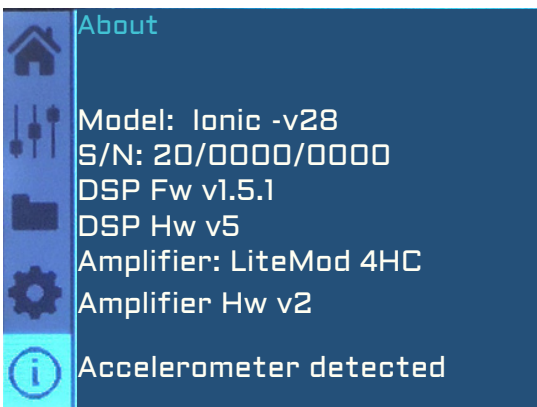 About
Model: Ionic -v28
S/N: 20/0000/0000
DSP Fw v1.5.1
DSP Hw v5
Amplifier: LiteMod 4HC
Amplifier Hw v2
Accelerometer detected